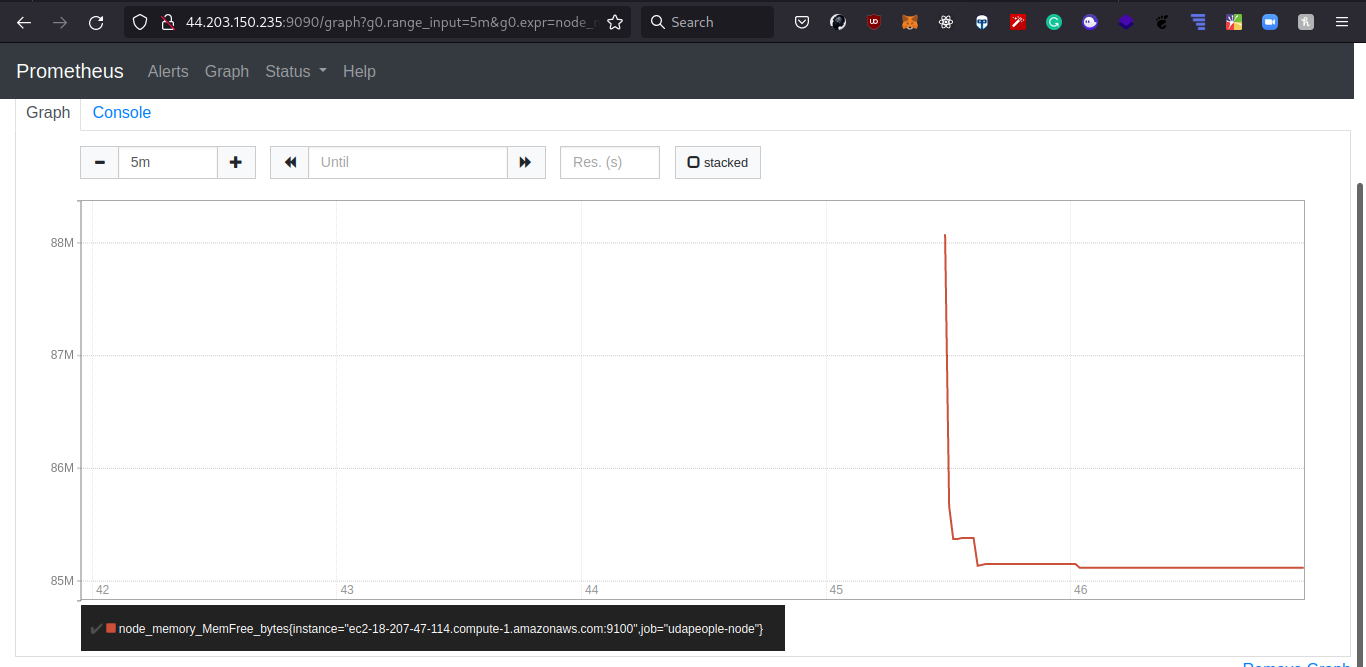 44.203.150.235:9090/graph?g0.range_input=5m&g0.expr=node_
Search
Prometheus Alerts Graph Status Help
Graph Console
5m Until Res. (s) stacked
88M
87M
86M
85M
42 43 44 45 46
node_memory_MemFree_bytes{instance="ec2-18-207-47-114.compute-1.amazonaws.com:9100",job="udapeople-node"}
Remove Graph